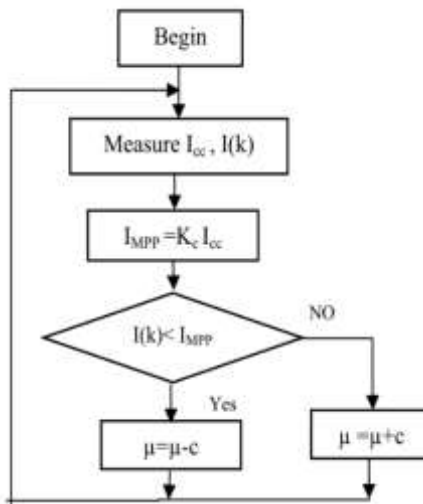 Begin
Measure I_cc , I(k)
I_MPP =K_c I_cc
I(k)< I_MPP
NO
Yes
µ=µ-c
µ =µ+c